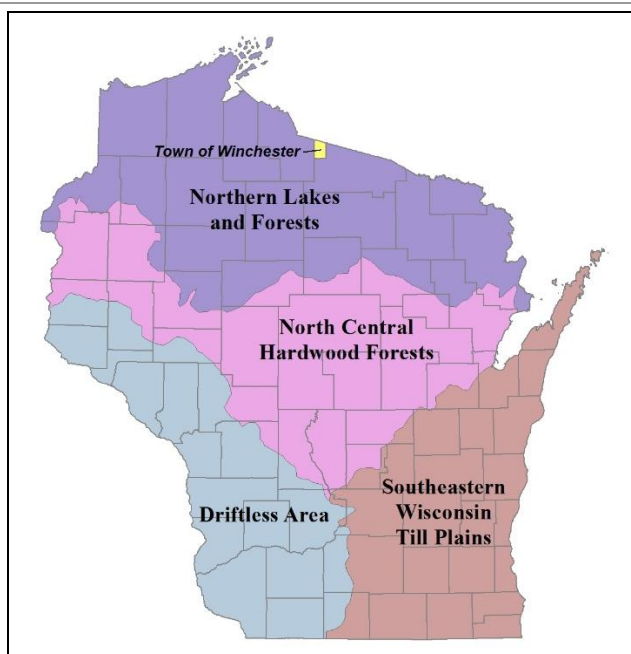 Town of Winchester
Northern Lakes
and Forests
North Central
Hardwood Forests
Driftless Area
Southeastern
Wisconsin
Till Plains